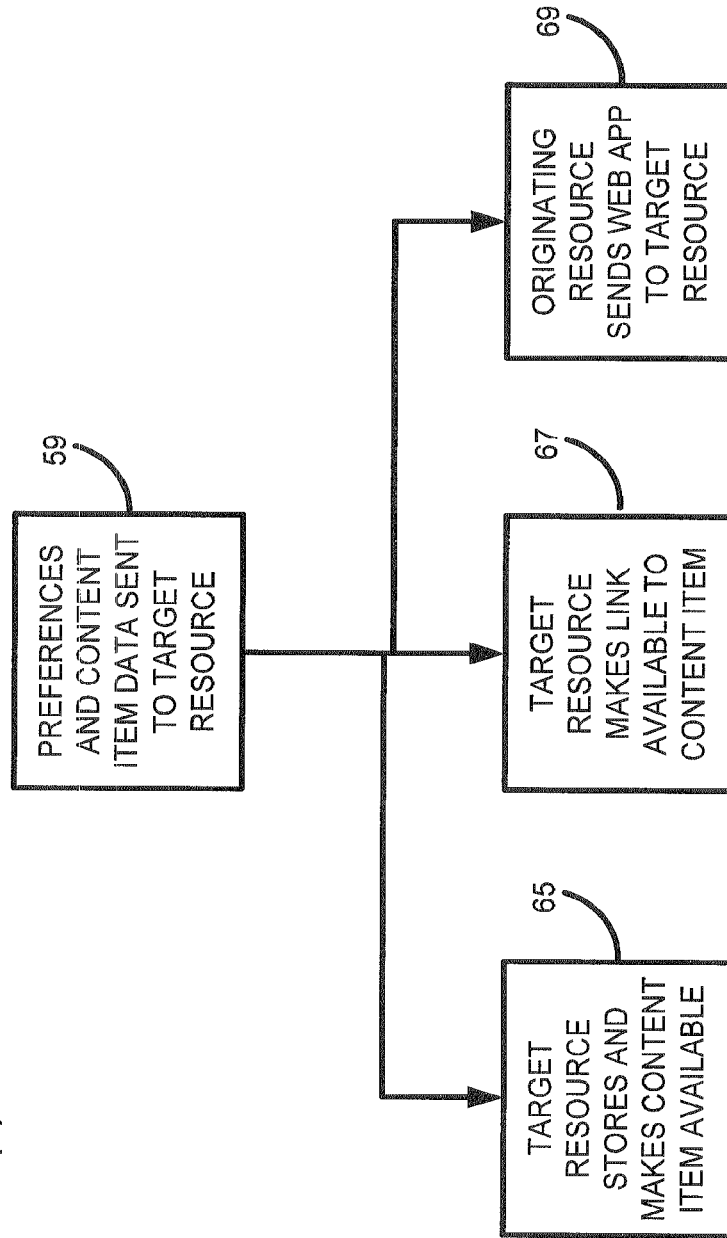 59
PREFERENCES
AND CONTENT
ITEM DATA SENT
TO TARGET
RESOURCE
65
TARGET
RESOURCE
STORES AND
MAKES CONTENT
ITEM AVAILABLE
67
TARGET
RESOURCE
MAKES LINK
AVAILABLE TO
CONTENT ITEM
69
ORIGINATING
RESOURCE
SENDS WEB APP
TO TARGET
RESOURCE